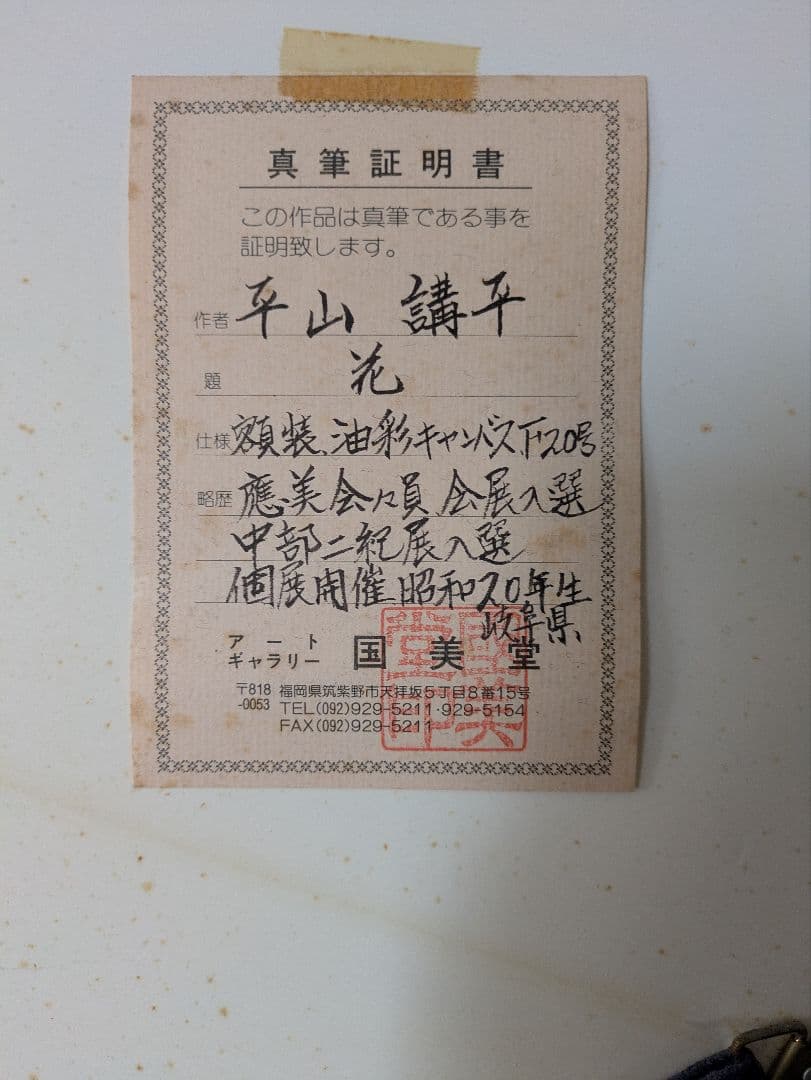 真筆証明書
この作品は真筆である事を
証明致します。
作者 平山 講平
題 花
仕様 額装、油彩キャンバスF20号
略歴 應美会々員 会展入選
中部二紀展入選
個展開催 昭和20年生
岐阜県
アート
ギャラリー 国美堂
〒818
-0053
福岡県筑紫野市天拝坂5丁目8番15号
TEL(092)929-5211・929-5154
FAX(092)929-5211
国美堂印